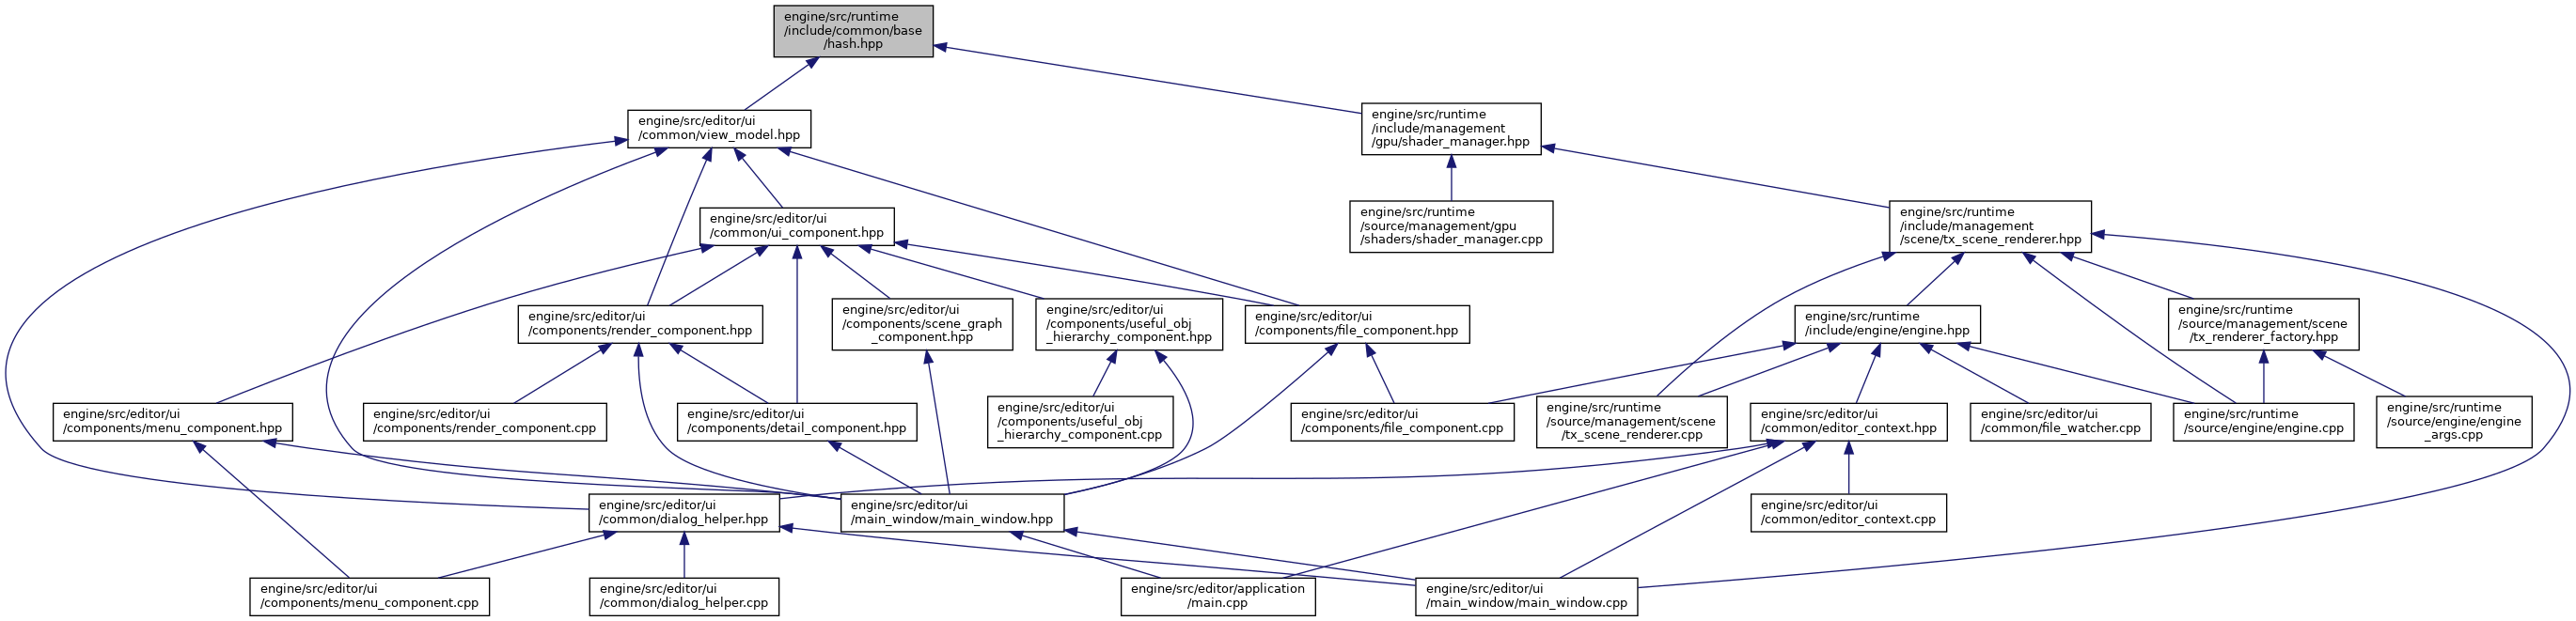 engine/src/runtime
/include/common/base
/hash.hpp
engine/src/editor/ui
/common/view_model.hpp
engine/src/runtime
/include/management
/gpu/shader_manager.hpp
engine/src/editor/ui
/common/ui_component.hpp
engine/src/runtime
/source/management/gpu
/shaders/shader_manager.cpp
engine/src/runtime
/include/management
/scene/tx_scene_renderer.hpp
engine/src/editor/ui
/components/render_component.hpp
engine/src/editor/ui
/components/scene_graph
_component.hpp
engine/src/editor/ui
/components/useful_obj
_hierarchy_component.hpp
engine/src/editor/ui
/components/file_component.hpp
engine/src/runtime
/include/engine/engine.hpp
engine/src/runtime
/source/management/scene
/tx_renderer_factory.hpp
engine/src/editor/ui
/components/menu_component.hpp
engine/src/editor/ui
/components/render_component.cpp
engine/src/editor/ui
/components/detail_component.hpp
engine/src/editor/ui
/components/useful_obj
_hierarchy_component.cpp
engine/src/editor/ui
/components/file_component.cpp
engine/src/runtime
/source/management/scene
/tx_scene_renderer.cpp
engine/src/editor/ui
/common/editor_context.hpp
engine/src/editor/ui
/common/file_watcher.cpp
engine/src/runtime
/source/engine/engine.cpp
engine/src/runtime
/source/engine/engine
_args.cpp
engine/src/editor/ui
/common/dialog_helper.hpp
engine/src/editor/ui
/main_window/main_window.hpp
engine/src/editor/ui
/common/editor_context.cpp
engine/src/editor/ui
/components/menu_component.cpp
engine/src/editor/ui
/common/dialog_helper.cpp
engine/src/editor/application
/main.cpp
engine/src/editor/ui
/main_window/main_window.cpp